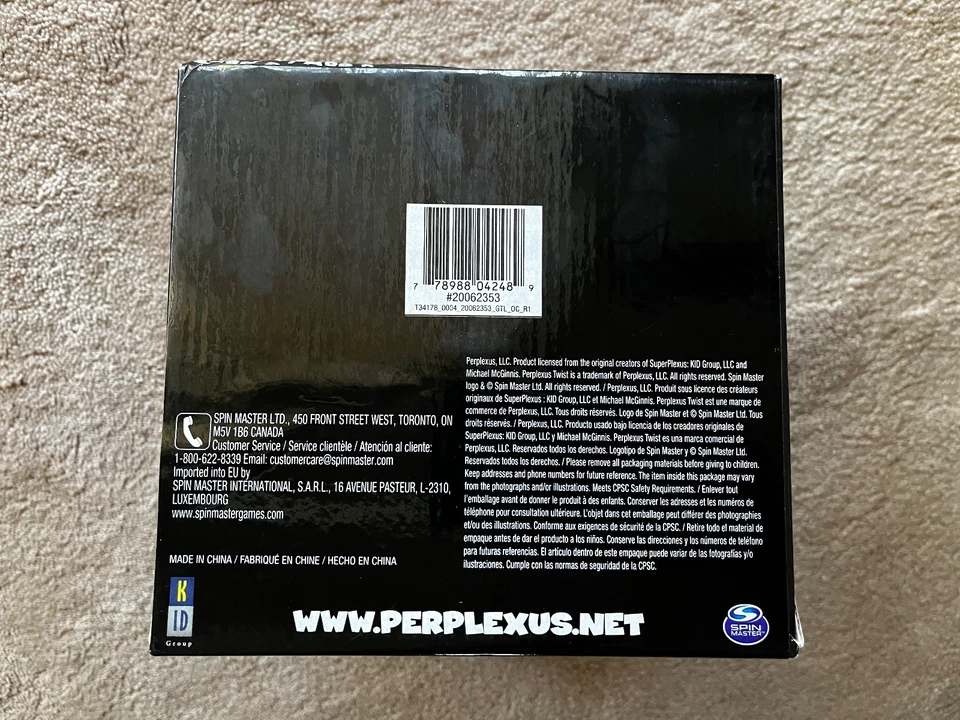 7 78988 04248 9
#20062353
T34178_0004_20062353_GTL_OC_R1
SPIN MASTER LTD., 450 FRONT STREET WEST, TORONTO, ON
M5V 1B6 CANADA
Customer Service / Service clientèle / Atención al cliente:
1-800-622-8339 Email: customercare@spinmaster.com
Imported into EU by
SPIN MASTER INTERNATIONAL, S.A.R.L., 16 AVENUE PASTEUR, L-2310,
LUXEMBOURG
www.spinmastergames.com
MADE IN CHINA / FABRIQUÉ EN CHINE / HECHO EN CHINA
Perplexus, LLC. Product licensed from the original creators of SuperPlexus: KID Group, LLC and
Michael McGinnis. Perplexus Twist is a trademark of Perplexus, LLC. All rights reserved. Spin Master
logo & © Spin Master Ltd. All rights reserved. / Perplexus, LLC. Produit sous licence des créateurs
originaux de SuperPlexus : KID Group, LLC et Michael McGinnis. Perplexus Twist est une marque de
commerce de Perplexus, LLC. Tous droits réservés. Logo de Spin Master et © Spin Master Ltd. Tous
droits réservés. / Perplexus, LLC. Producto usado bajo licencia de los creadores originales de
SuperPlexus: KID Group, LLC y Michael McGinnis. Perplexus Twist es una marca comercial de
Perplexus, LLC. Reservados todos los derechos. Logotipo de Spin Master y © Spin Master Ltd.
Reservados todos los derechos. / Please remove all packaging materials before giving to children.
Keep addresses and phone numbers for future reference. The item inside this package may vary
from the photographs and/or illustrations. Meets CPSC Safety Requirements. / Enlever tout
l'emballage avant de donner le produit à des enfants. Conserver les adresses et les numéros de
téléphone pour consultation ultérieure. L'objet dans cet emballage peut différer des photographies
et/ou des illustrations. Conforme aux exigences de sécurité de la CPSC. / Retire todo el material de
empaque antes de dar el producto a los niños. Conserve las direcciones y los números de teléfono
para futuras referencias. El artículo dentro de este empaque puede variar de las fotografías y/o
ilustraciones. Cumple con las normas de seguridad de la CPSC.
K
ID
Group
WWW.PERPLEXUS.NET
SPIN
MASTER™